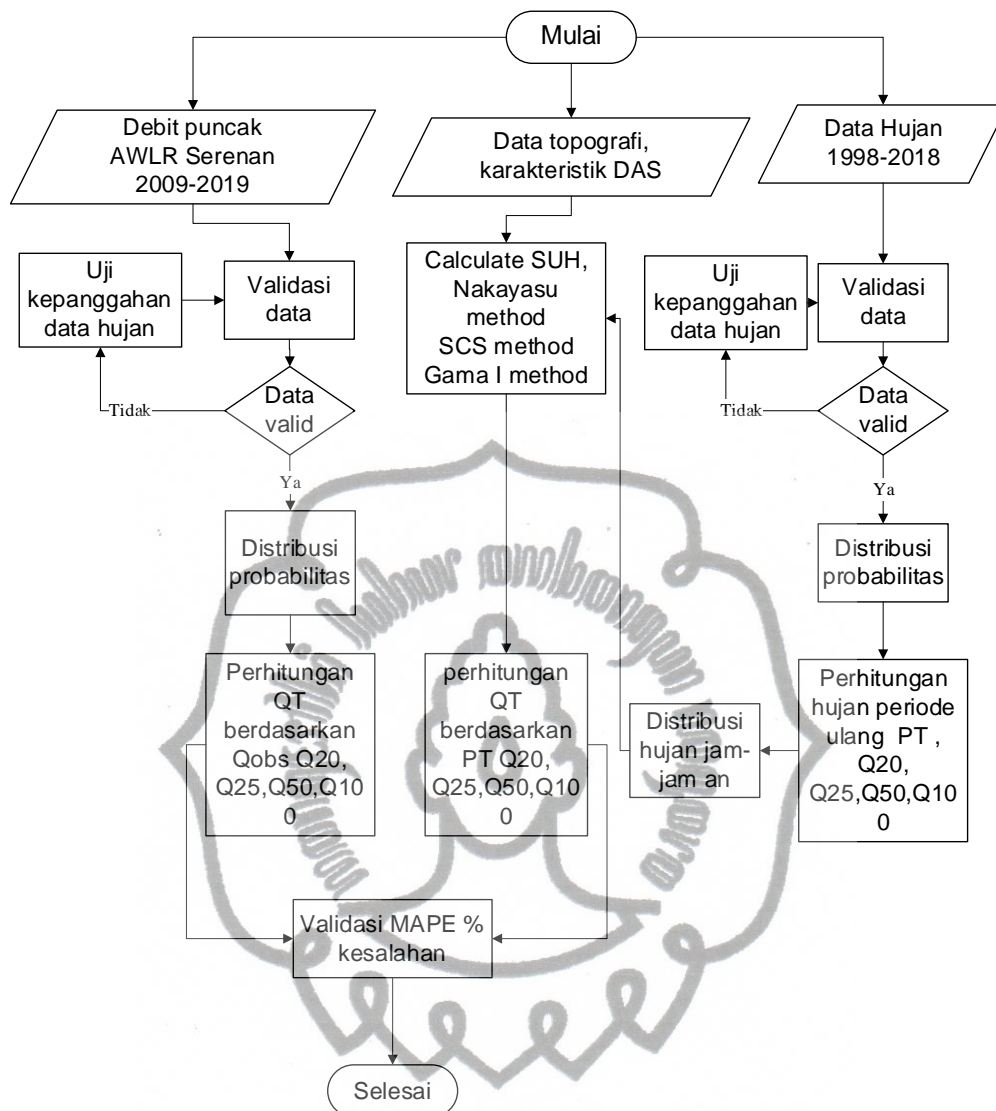 Mulai
Debit puncak
AWLR Serenan
2009-2019
Data topografi,
karakteristik DAS
Data Hujan
1998-2018
Uji
kepanggahan
data hujan
Validasi
data
Calculate SUH,
Nakayasu
method
SCS method
Gama I method
Uji
kepanggahan
data hujan
Validasi
data
Tidak
Data
valid
Tidak
Data
valid
Ya
Ya
Distribusi
probabilitas
Distribusi
probabilitas
Perhitungan
QT
berdasarkan
Qobs Q20,
Q25,Q50,Q10
0
perhitungan
QT
berdasarkan
PT Q20,
Q25,Q50,Q10
0
Distribusi
hujan jam-
jam an
Perhitungan
hujan periode
ulang PT ,
Q20,
Q25,Q50,Q10
0
Validasi MAPE %
kesalahan
Selesai